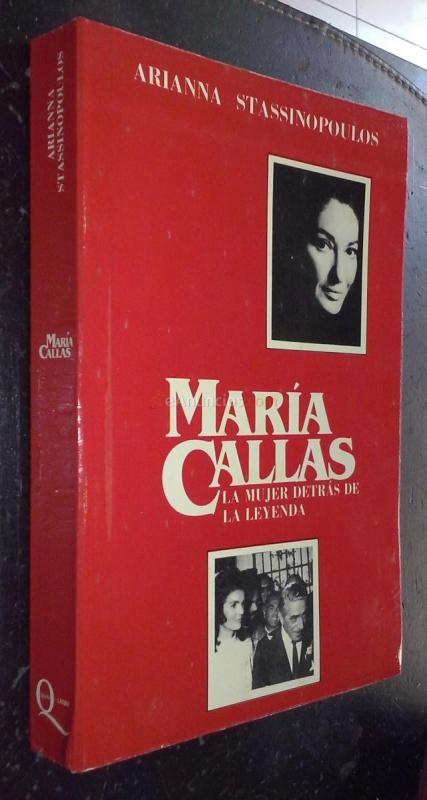 ARIANNA STASSINOPOULOS
MARÍA
CALLAS
LA MUJER DETRÁS DE
LA LEYENDA
ARIANNA
STASSINOPOULOS
MARÍA
CALLAS
Q